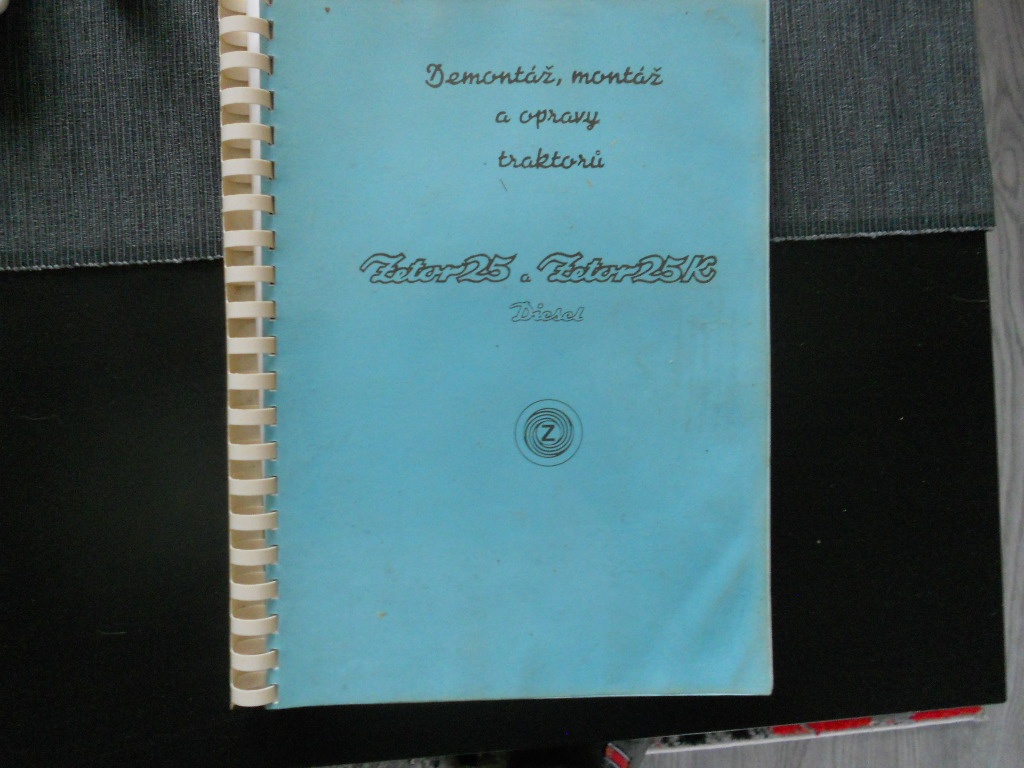 Demontáž, montáž
a opravy
traktorů
Zetor 25 a Zetor 25K
Diesel
Z